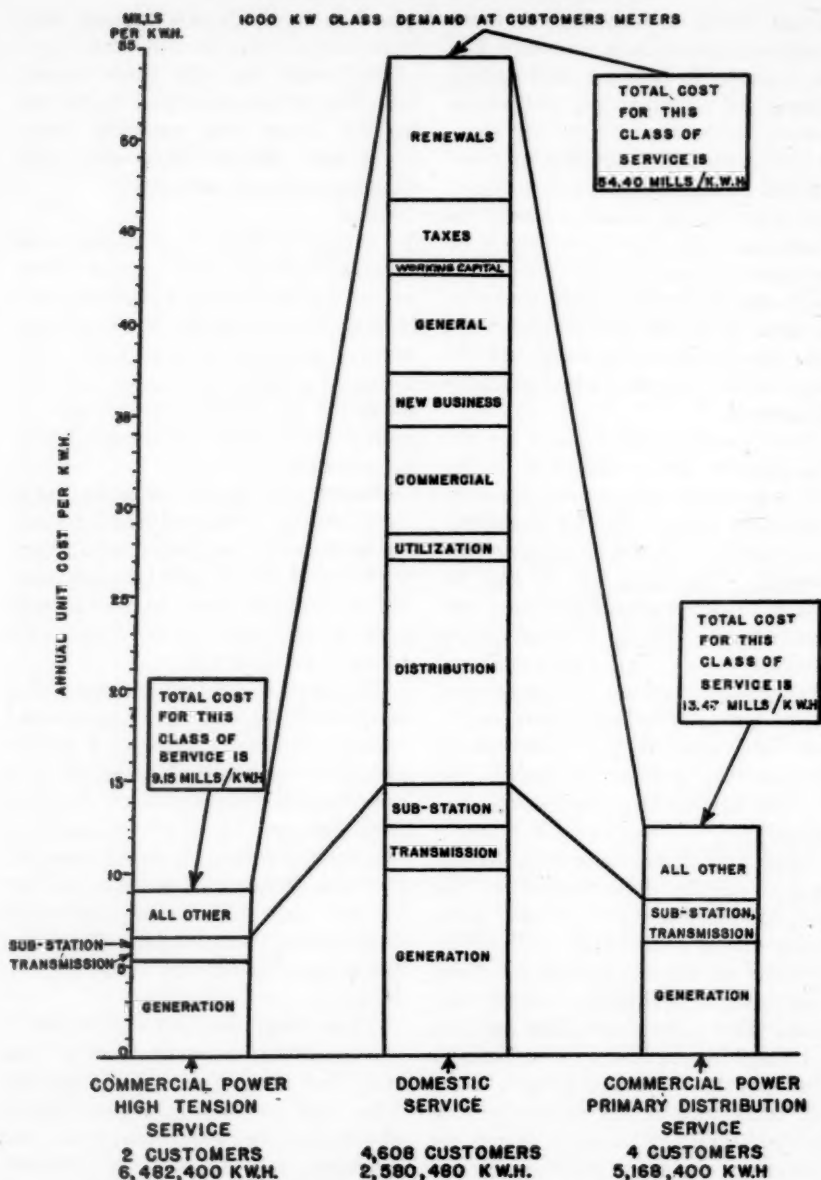 MILLS
PER K.W.H.
1000 KW CLASS DEMAND AT CUSTOMERS METERS
55
50
45
40
35
30
25
20
15
10
5
0
ANNUAL UNIT COST PER K.W.H.
TOTAL COST
FOR THIS
CLASS OF
SERVICE IS
54.40 MILLS/K.W.H
RENEWALS
TAXES
WORKING CAPITAL
GENERAL
NEW BUSINESS
COMMERCIAL
UTILIZATION
DISTRIBUTION
SUB-STATION
TRANSMISSION
GENERATION
TOTAL COST
FOR THIS
CLASS OF
SERVICE IS
9.15 MILLS/KW.H
ALL OTHER
SUB-STATION
TRANSMISSION
GENERATION
TOTAL COST
FOR THIS
CLASS OF
SERVICE IS
13.47 MILLS/K.W.H
ALL OTHER
SUB-STATION,
TRANSMISSION
GENERATION
COMMERCIAL POWER
HIGH TENSION
SERVICE
2 CUSTOMERS
6,482,400 K.W.H.
DOMESTIC
SERVICE
4,608 CUSTOMERS
2,580,480 K.W.H.
COMMERCIAL POWER
PRIMARY DISTRIBUTION
SERVICE
4 CUSTOMERS
5,168,400 K.W.H